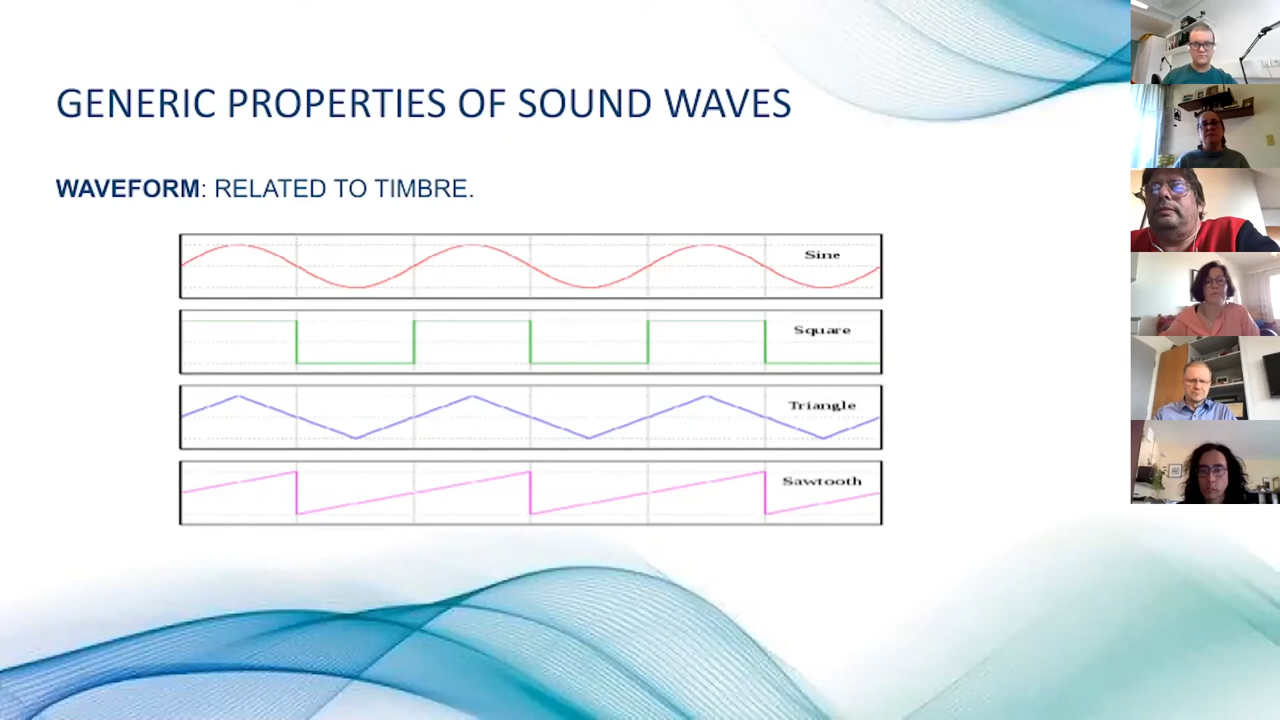 GENERIC PROPERTIES OF SOUND WAVES
WAVEFORM: RELATED TO TIMBRE.
Sine
Square
Triangle
Sawtooth